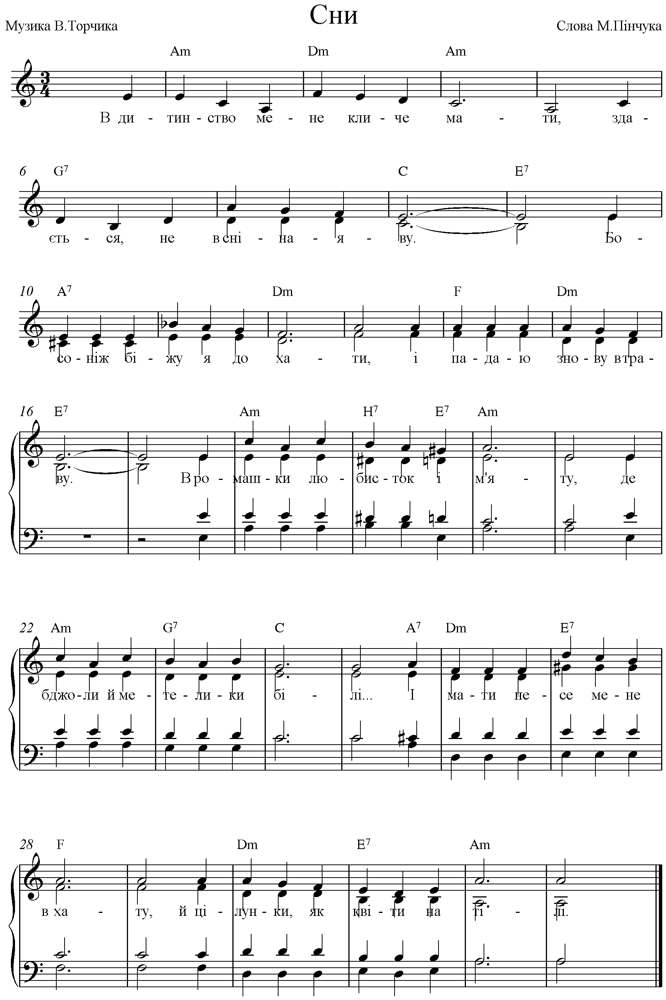 Сни
Музика В.Торчика Слова М.Пінчука
Am Dm Am
3
4
В ди - тин - ство ме - не кли - че ма - ти, зда -
6 G7 C E7
єть - ся, не в сні - на - я - ву. Бо -
10 A7 Dm F Dm
со - ніж бі - жу я до ха - ти, і па - да - ю зно - ву в тра -
16 E7 Am H7 E7 Am
ву. В ро - маш - ки лю - бис - ток і м'я - ту, де
22 Am G7 C A7 Dm E7
бджо - ли й ме - те - ли - ки бі - лі... І ма - ти не - се ме - не
28 F Dm E7 Am
в ха - ту, й ці - лун - ки, як кві - ти на ті - лі.